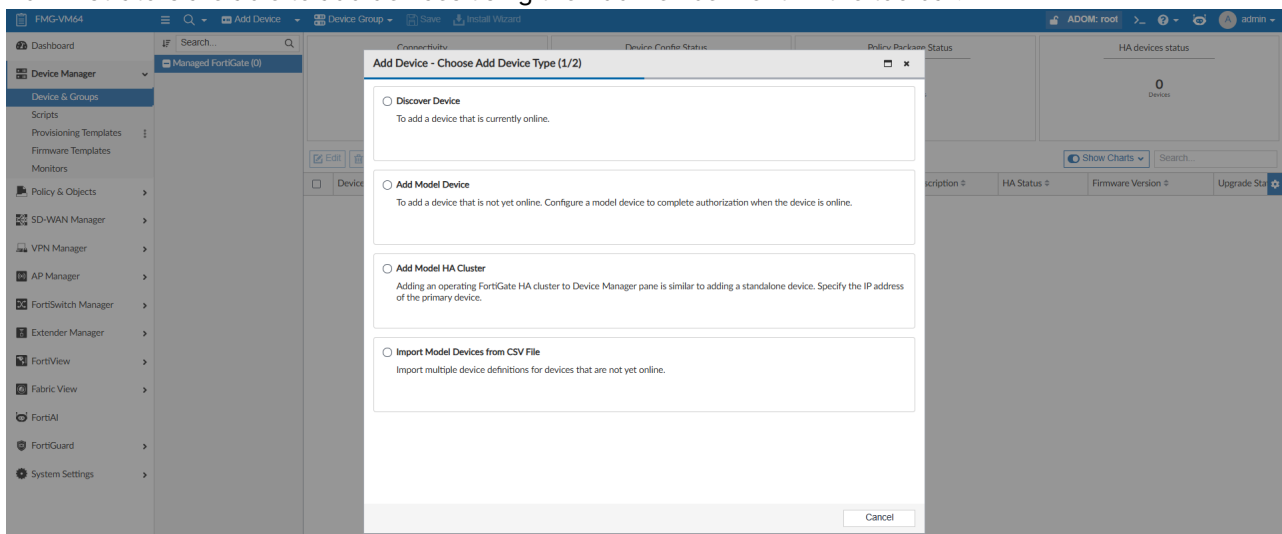 FMG-VM64
Add Device
Device Group
Save
Install Wizard
ADOM: root
>_
A
admin
Dashboard
Device Manager
Device & Groups
Scripts
Provisioning Templates
Firmware Templates
Monitors
Policy & Objects
SD-WAN Manager
VPN Manager
AP Manager
FortiSwitch Manager
Extender Manager
FortiView
Fabric View
FortiAI
FortiGuard
System Settings
Search...
Managed FortiGate (0)
Connectivity
Device Config Status
Policy Package Status
HA devices status
0
Devices
Edit
Show Charts
Search...
Device
scription
HA Status
Firmware Version
Upgrade Sta
Add Device - Choose Add Device Type (1/2)
Discover Device
To add a device that is currently online.
Add Model Device
To add a device that is not yet online. Configure a model device to complete authorization when the device is online.
Add Model HA Cluster
Adding an operating FortiGate HA cluster to Device Manager pane is similar to adding a standalone device. Specify the IP address
of the primary device.
Import Model Devices from CSV File
Import multiple device definitions for devices that are not yet online.
Cancel